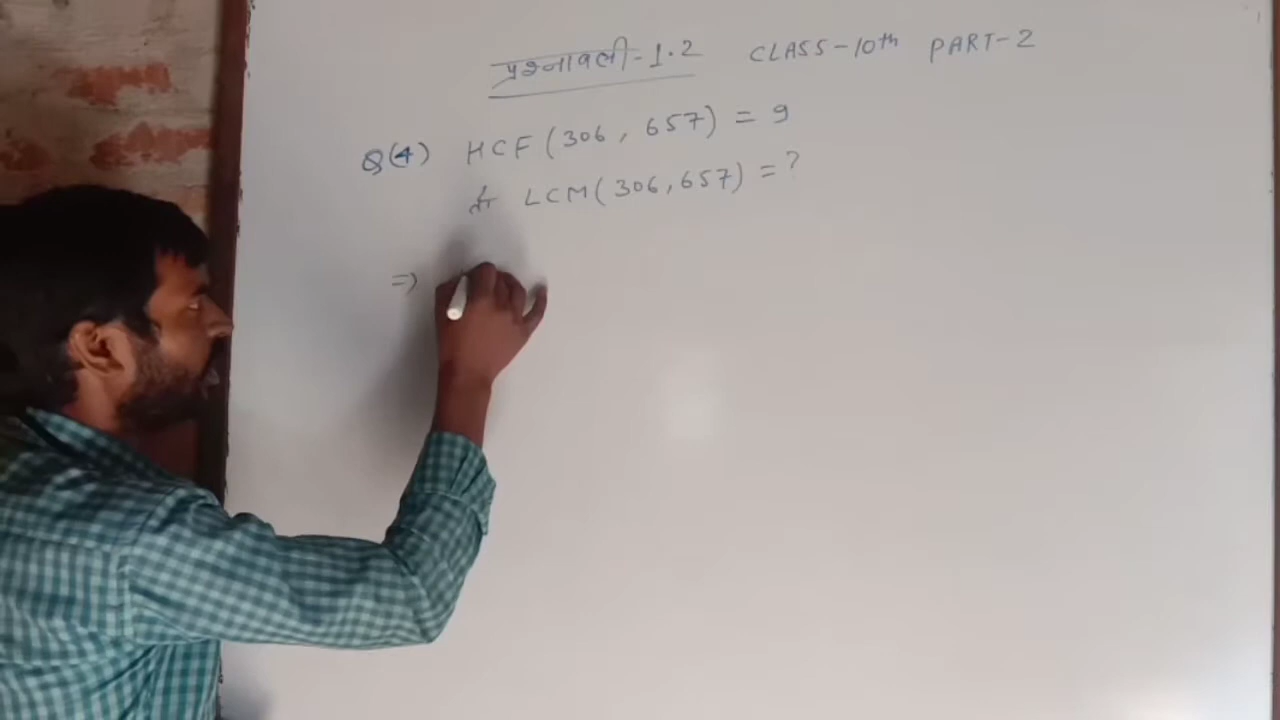 प्रश्नावली-1.2 CLASS-10th PART-2
Q(4) HCF(306, 657) = 9
तो LCM(306,657) = ?
=>